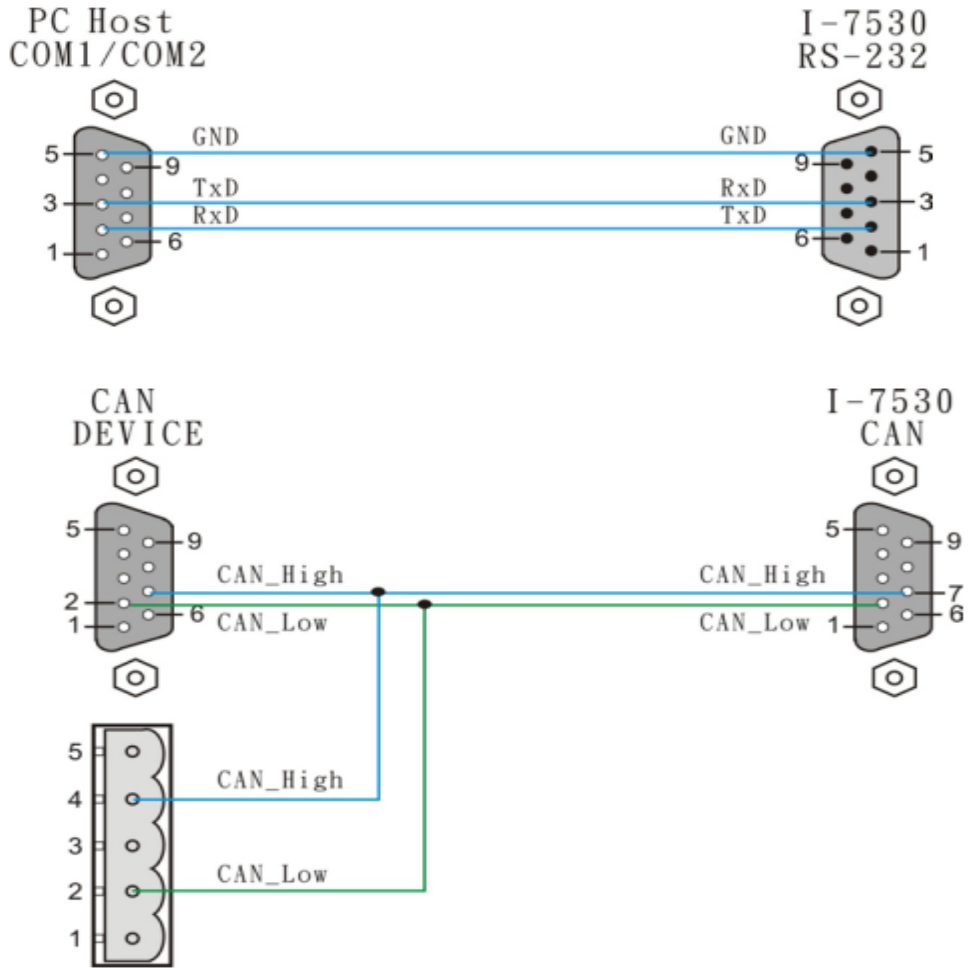 PC Host
COM1/COM2
I-7530
RS-232
GND
GND
5
9
9
5
TxD
RxD
3
3
RxD
TxD
1
6
6
1
CAN
DEVICE
I-7530
CAN
5
9
5
9
CAN_High
CAN_High
2
7
1
6
CAN_Low
CAN_Low
1
6
5
4
CAN_High
3
CAN_Low
2
1